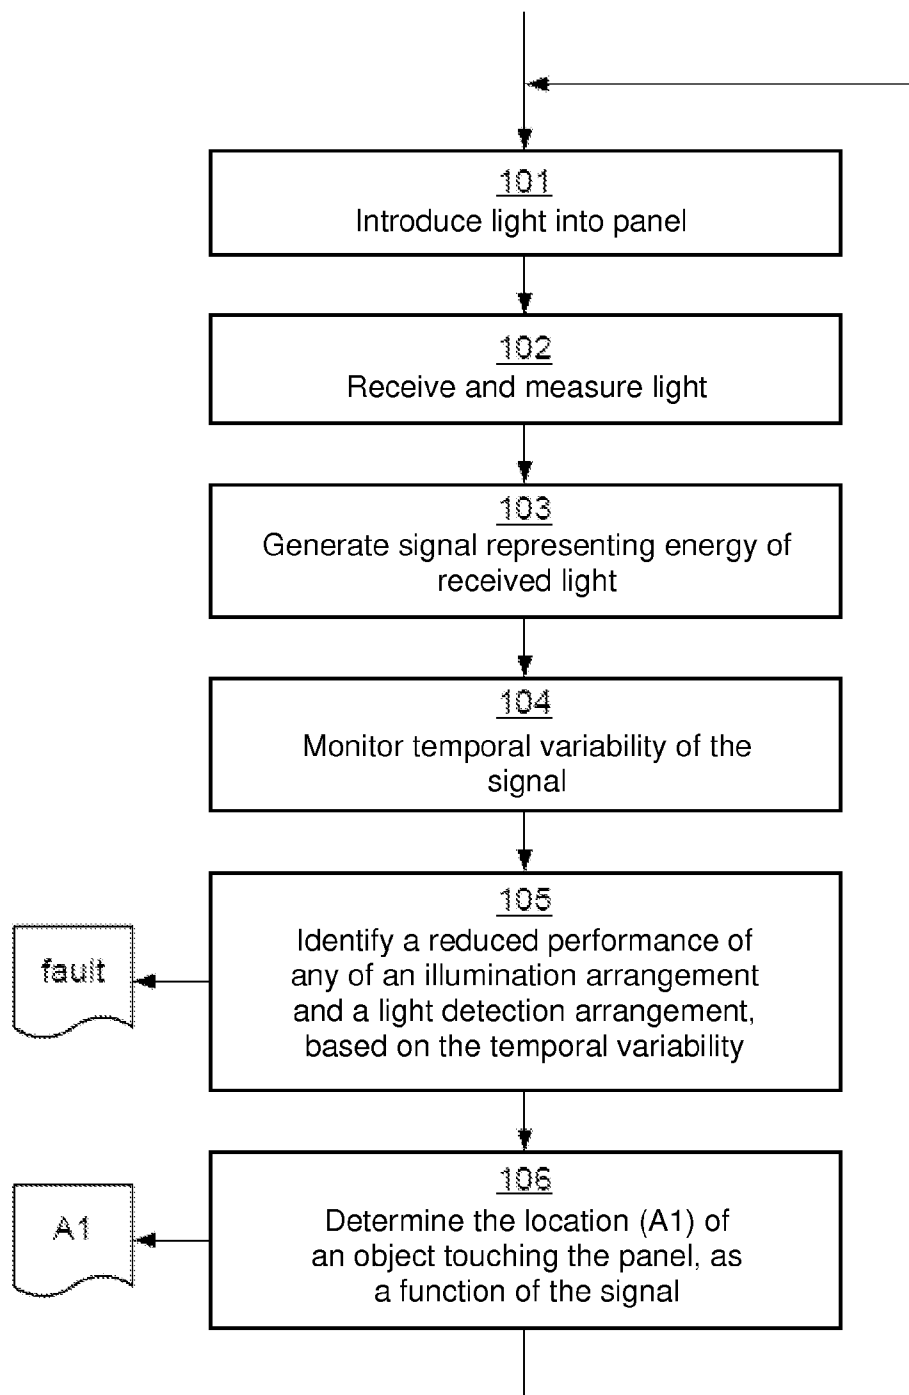 101
Introduce light into panel
102
Receive and measure light
103
Generate signal representing energy of
received light
104
Monitor temporal variability of the
signal
105
Identify a reduced performance of
any of an illumination arrangement
and a light detection arrangement,
based on the temporal variability
fault
106
Determine the location (A1) of
an object touching the panel, as
a function of the signal
A1